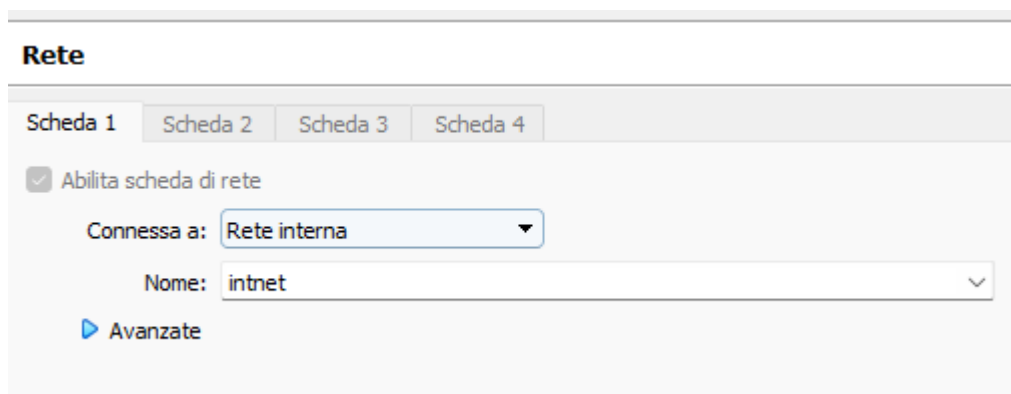 Rete
Scheda 1 Scheda 2 Scheda 3 Scheda 4
Abilita scheda di rete
Connessa a: Rete interna
Nome: intnet
Avanzate